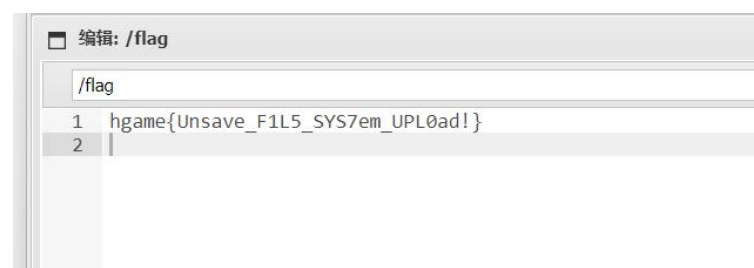 编辑: /flag
/flag
1 hgame{Unsave_F1L5_SYS7em_UPL0ad!}
2